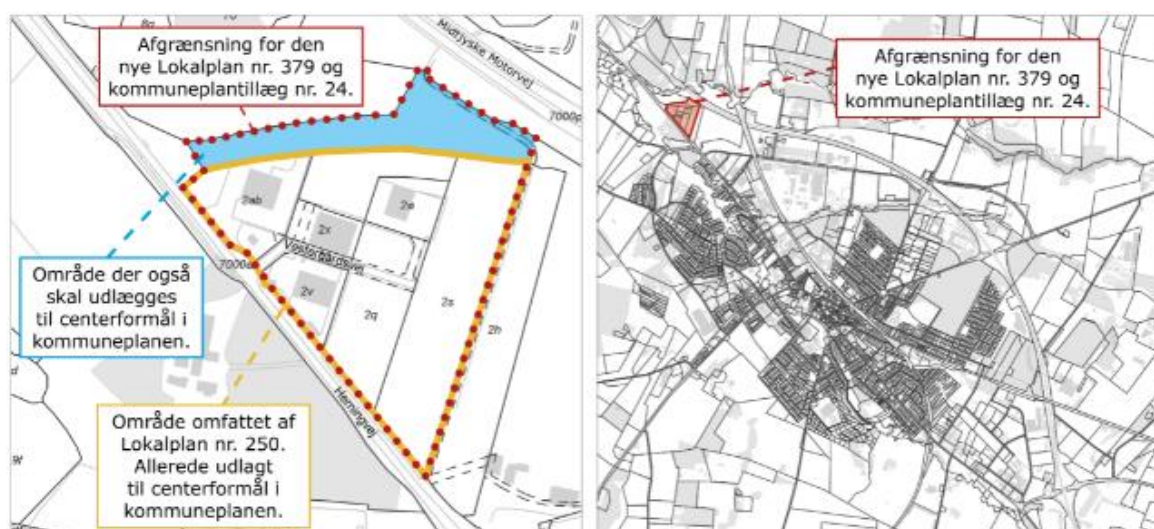 Afgrænsning for den
nye Lokalplan nr. 379 og
kommuneplantillæg nr. 24.
Midtjyske Motorvej
2ab
2e
Vestergårdsvej
Område der også
skal udlægges
til centerformål i
kommuneplanen.
2v
2q
2s
2h
Herningvej
Område omfattet af
Lokalplan nr. 250.
Allerede udlagt
til centerformål i
kommuneplanen.
Afgrænsning for den
nye Lokalplan nr. 379 og
kommuneplantillæg nr. 24.